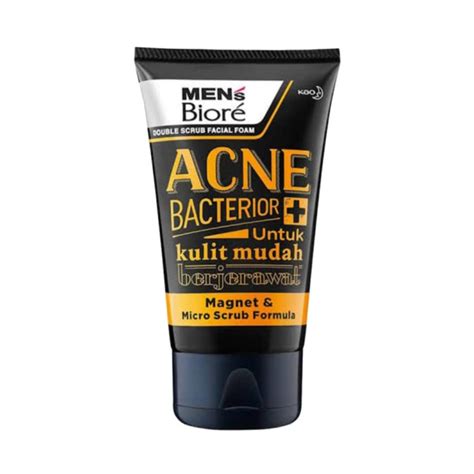 MEN's
Bioré
KAO
DOUBLE SCRUB FACIAL FOAM
ACNE
BACTERIOR +
Untuk
kulit mudah
berjerawat
Magnet &
Micro Scrub Formula